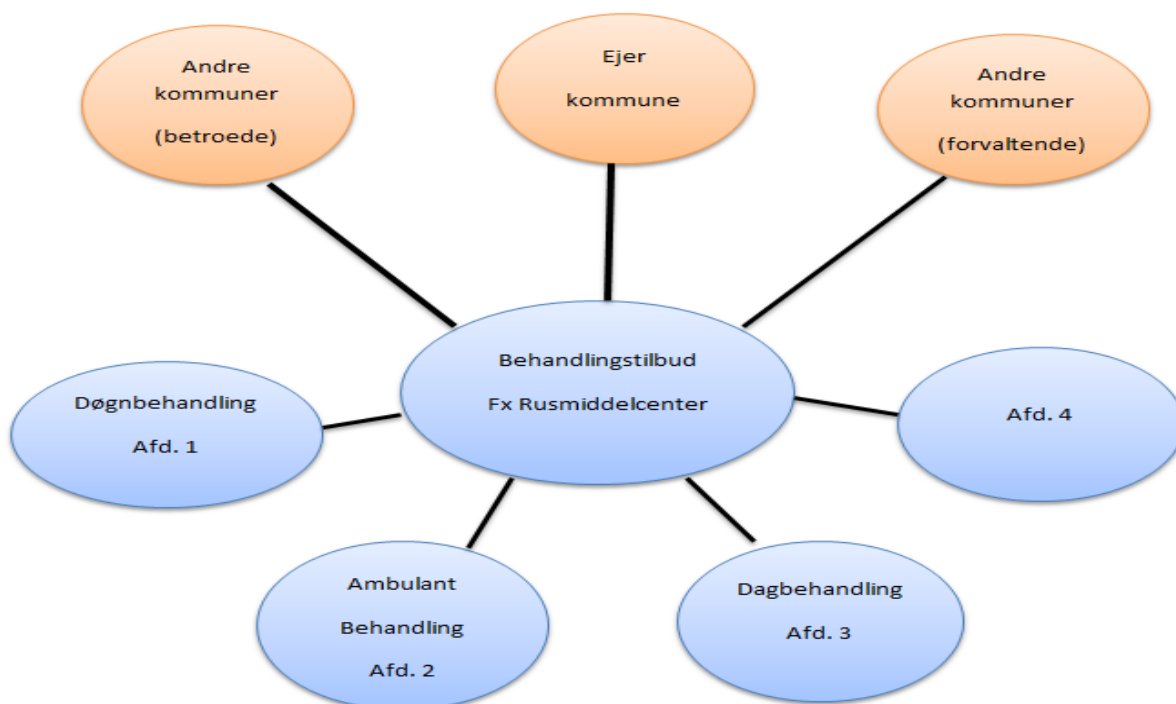 Andre
kommuner
(betroede)
Ejer
kommune
Andre
kommuner
(forvaltende)
Behandlingstilbud
Fx Rusmiddelcenter
Døgnbehandling
Afd. 1
Afd. 4
Ambulant
Behandling
Afd. 2
Dagbehandling
Afd. 3